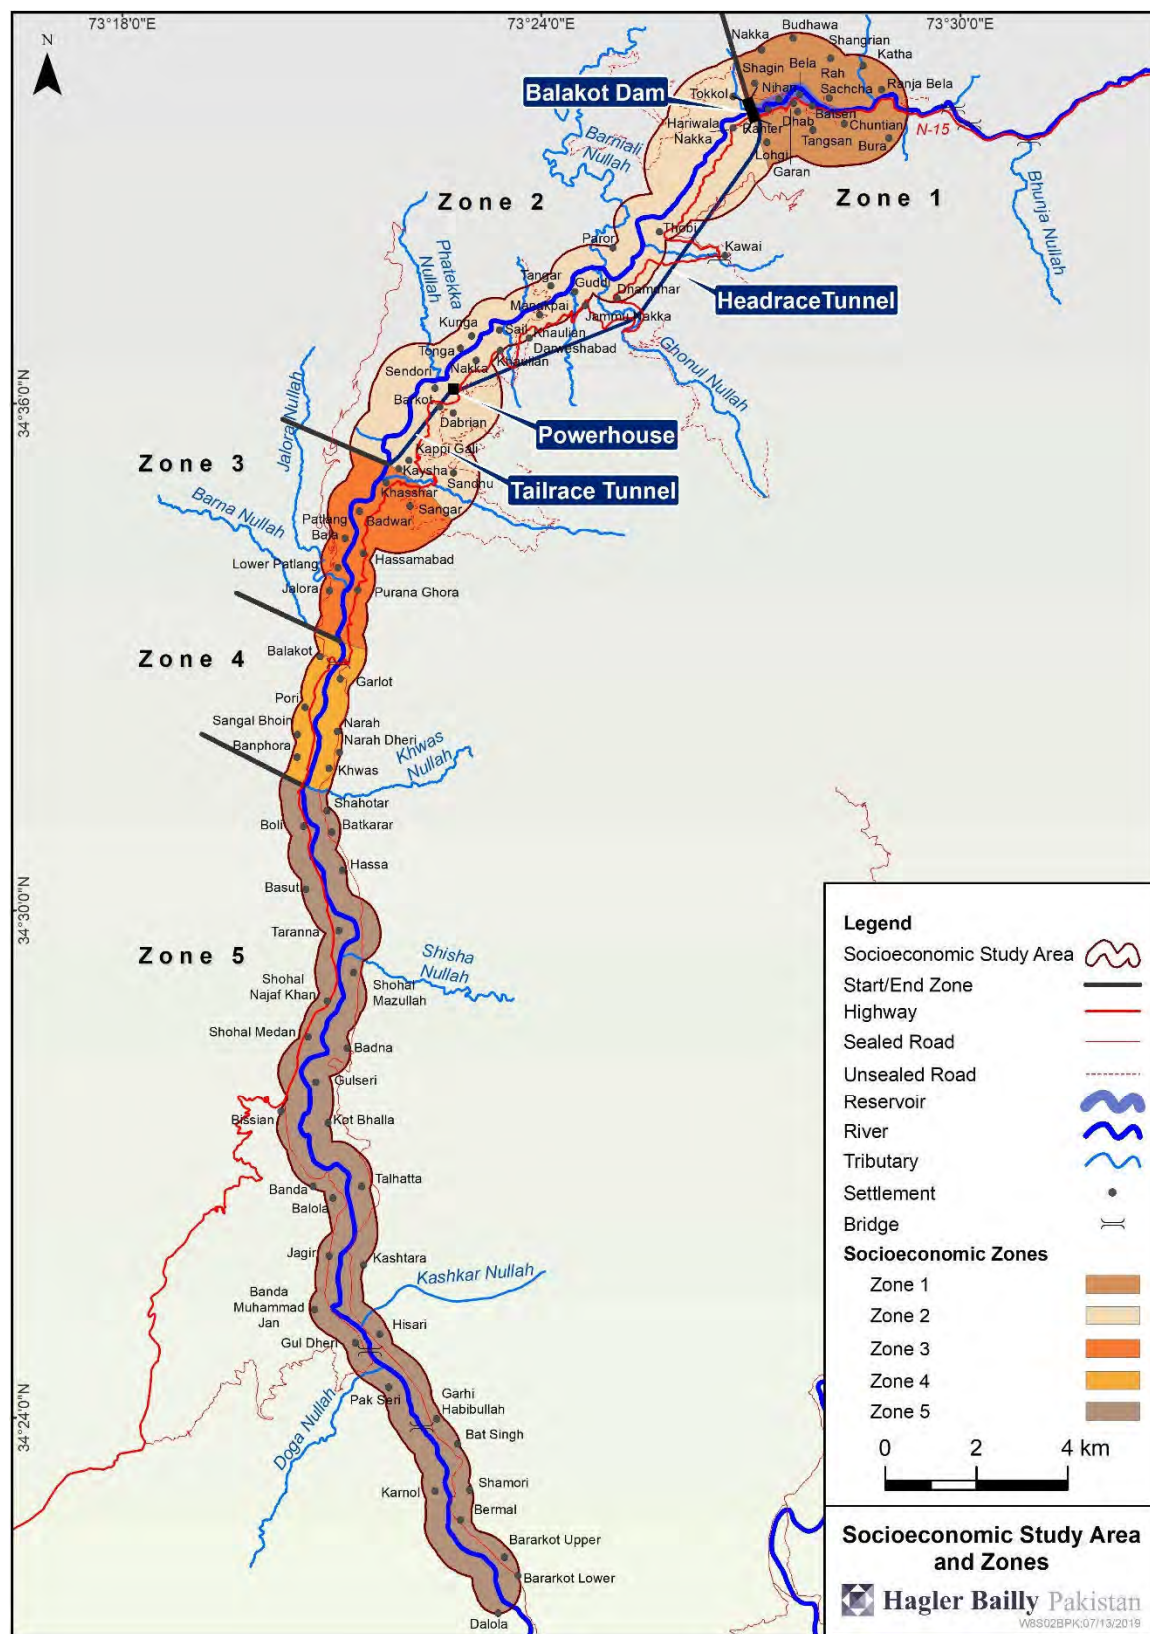 73°18'0"E
73°24'0"E
73°30'0"E
N
Budhawa
Nakka
Shangrian
Katha
Shagin
Bela
Rah
Ranja Bela
Balakot Dam
Tokkol
Nihan
Sachcha
Hariwala
Nakka
Ranter
Dhab
Batseri
Chuntian
N-15
Tangsan
Bura
Lohgi
Garan
Barniali
Nullah
Zone 2
Zone 1
Bhunja Nullah
Thobi
Paror
Kawai
Phatekka
Nullah
Tangar
Guddi
Dhamdhar
HeadraceTunnel
Manakpai
Jammu Nakka
Kunga
Sail
Khaulian
Darweshabad
Tonga
Nakka
Khaulian
Ghonul Nullah
Sendori
34°36'0"N
Barkot
Dabrian
Powerhouse
Jalora Nullah
Kappi Gali
Zone 3
Kaysha
Sandhu
Tailrace Tunnel
Khasshar
Sangar
Barna Nullah
Patlang
Bala
Badwar
Hassamabad
Lower Patlang
Jalora
Purana Ghora
Zone 4
Balakot
Garlot
Pori
Sangal Bhoin
Narah
Narah Dheri
Banphora
Khwas
Khwas
Nullah
Shahotar
Boli
Batkarar
Hassa
Basut
34°30'0"N
Taranna
Zone 5
Shisha
Nullah
Shohal
Najaf Khan
Shohal
Mazullah
Shohal Medan
Badna
Gulseri
Bissian
Kot Bhalla
Banda
Talhatta
Balola
Jagir
Kashtara
Kashkar Nullah
Banda
Muhammad
Jan
Hisari
Gul Dheri
Pak Seri
34°24'0"N
Doga Nullah
Garhi
Habibullah
Bat Singh
Karnol
Shamori
Bermal
Bararkot Upper
Bararkot Lower
Dalola
Legend
Socioeconomic Study Area
Start/End Zone
Highway
Sealed Road
Unsealed Road
Reservoir
River
Tributary
Settlement
Bridge
Socioeconomic Zones
Zone 1
Zone 2
Zone 3
Zone 4
Zone 5
0 2 4 km
Socioeconomic Study Area
and Zones
Hagler Bailly Pakistan
W8S02BPK:07/13/2019